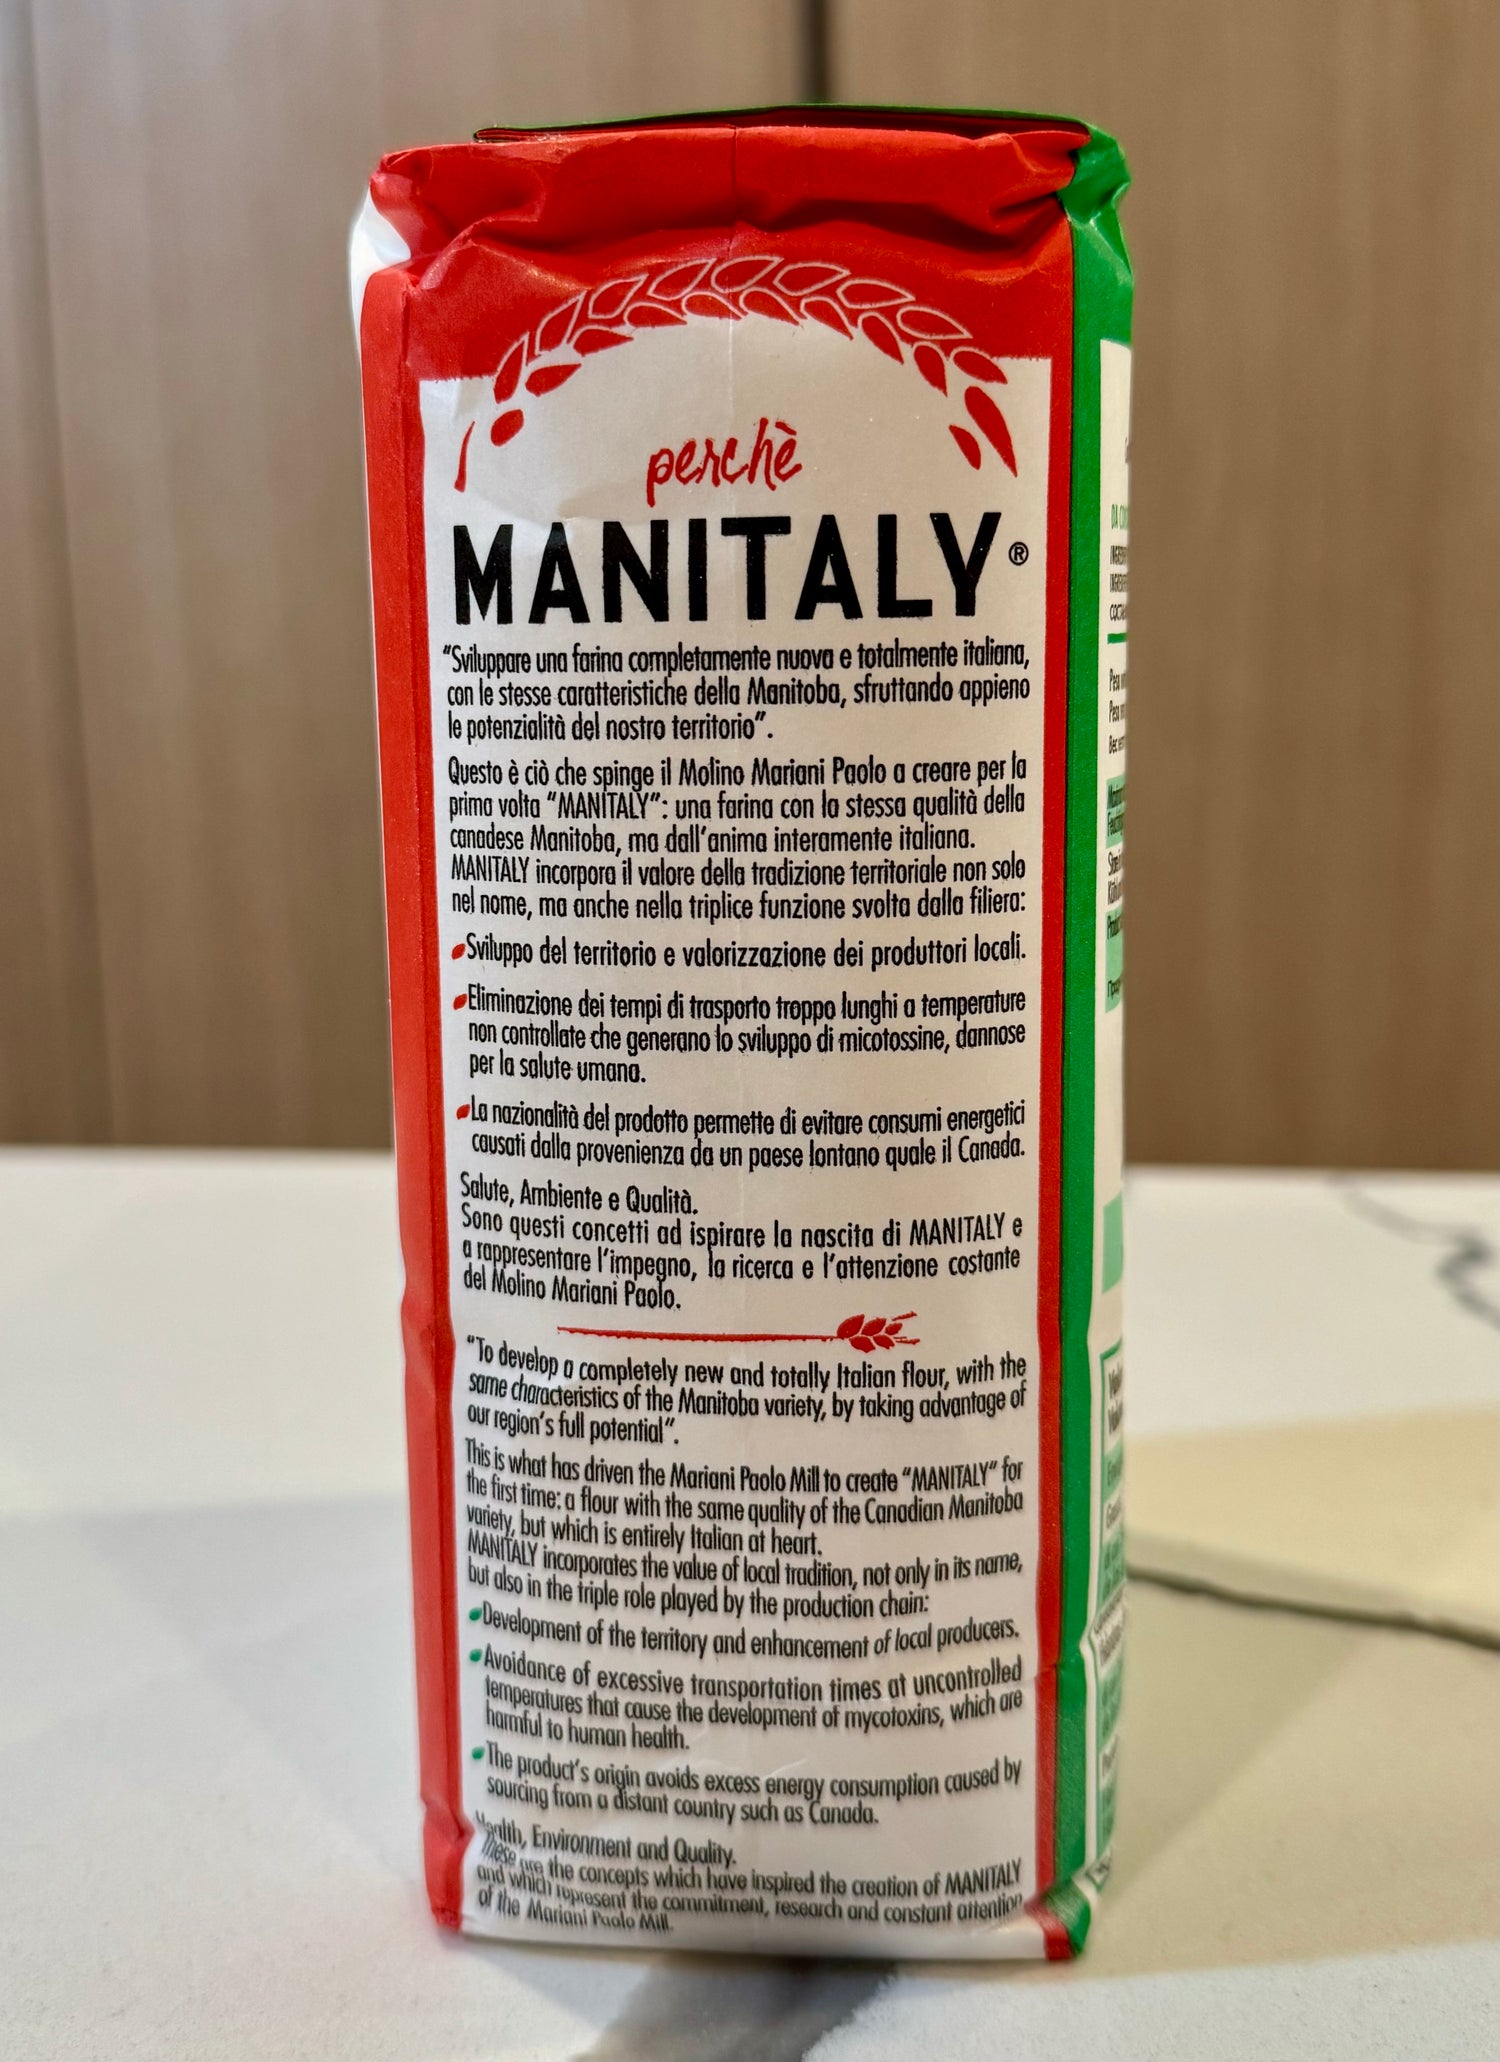 perchè
MANITALY®
“Sviluppare una farina completamente nuova e totalmente italiana,
con le stesse caratteristiche della Manitoba, sfruttando appieno
le potenzialità del nostro territorio”.
Questo è ciò che spinge il Molino Mariani Paolo a creare per la
prima volta “MANITALY”: una farina con la stessa qualità della
canadese Manitoba, ma dall’anima interamente italiana.
MANITALY incorpora il valore della tradizione territoriale non solo
nel nome, ma anche nella triplice funzione svolta dalla filiera:
Sviluppo del territorio e valorizzazione dei produttori locali.
Eliminazione dei tempi di trasporto troppo lunghi a temperature
non controllate che generano lo sviluppo di micotossine, dannose
per la salute umana.
La nazionalità del prodotto permette di evitare consumi energetici
causati dalla provenienza da un paese lontano quale il Canada.
Salute, Ambiente e Qualità.
Sono questi concetti ad ispirare la nascita di MANITALY e
a rappresentare l’impegno, la ricerca e l’attenzione costante
del Molino Mariani Paolo.
“To develop a completely new and totally Italian flour, with the
same characteristics of the Manitoba variety, by taking advantage of
our region’s full potential”.
This is what has driven the Mariani Paolo Mill to create “MANITALY” for
the first time: a flour with the same quality of the Canadian Manitoba
variety, but which is entirely Italian at heart.
MANITALY incorporates the value of local tradition, not only in its name,
but also in the triple role played by the production chain:
Development of the territory and enhancement of local producers.
Avoidance of excessive transportation times at uncontrolled
temperatures that cause the development of mycotoxins, which are
harmful to human health.
The product’s origin avoids excess energy consumption caused by
sourcing from a distant country such as Canada.
Health, Environment and Quality.
These are the concepts which have inspired the creation of MANITALY
and which represent the commitment, research and constant attention
of the Mariani Paolo Mill.
DA